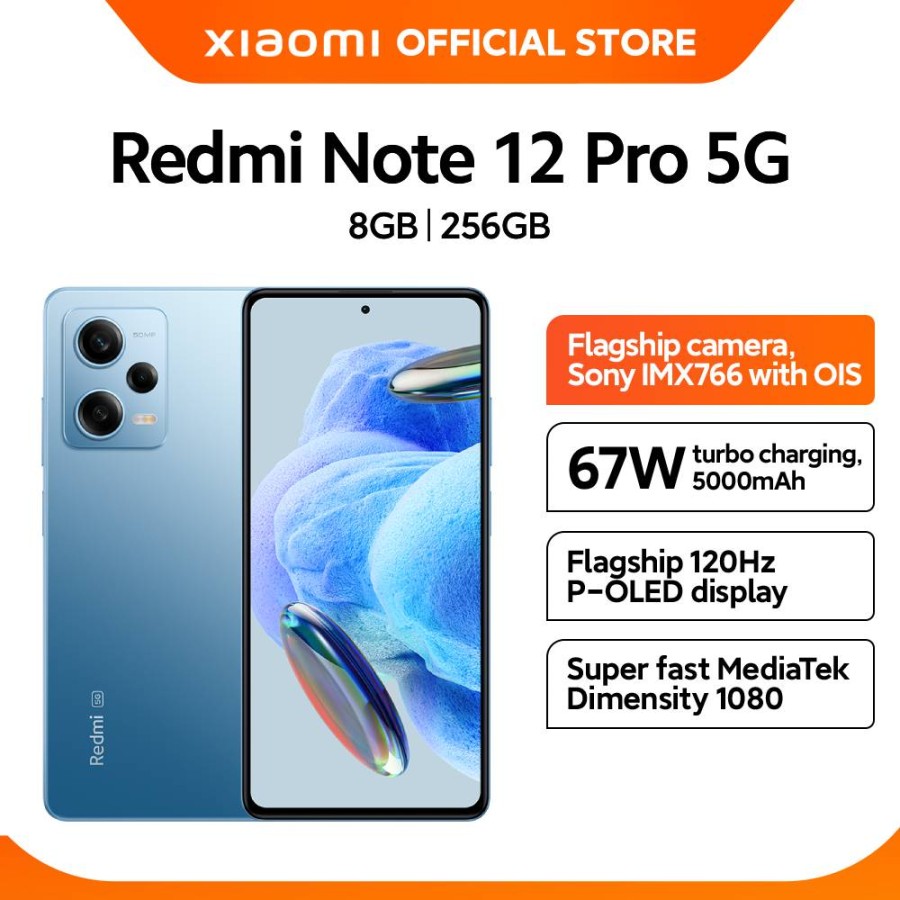 xiaomi OFFICIAL STORE
Redmi Note 12 Pro 5G
8GB | 256GB
50MP
Flagship camera,
Sony IMX766 with OIS
67W turbo charging,
5000mAh
Flagship 120Hz
P-OLED display
Super fast MediaTek
Dimensity 1080
Redmi 5G